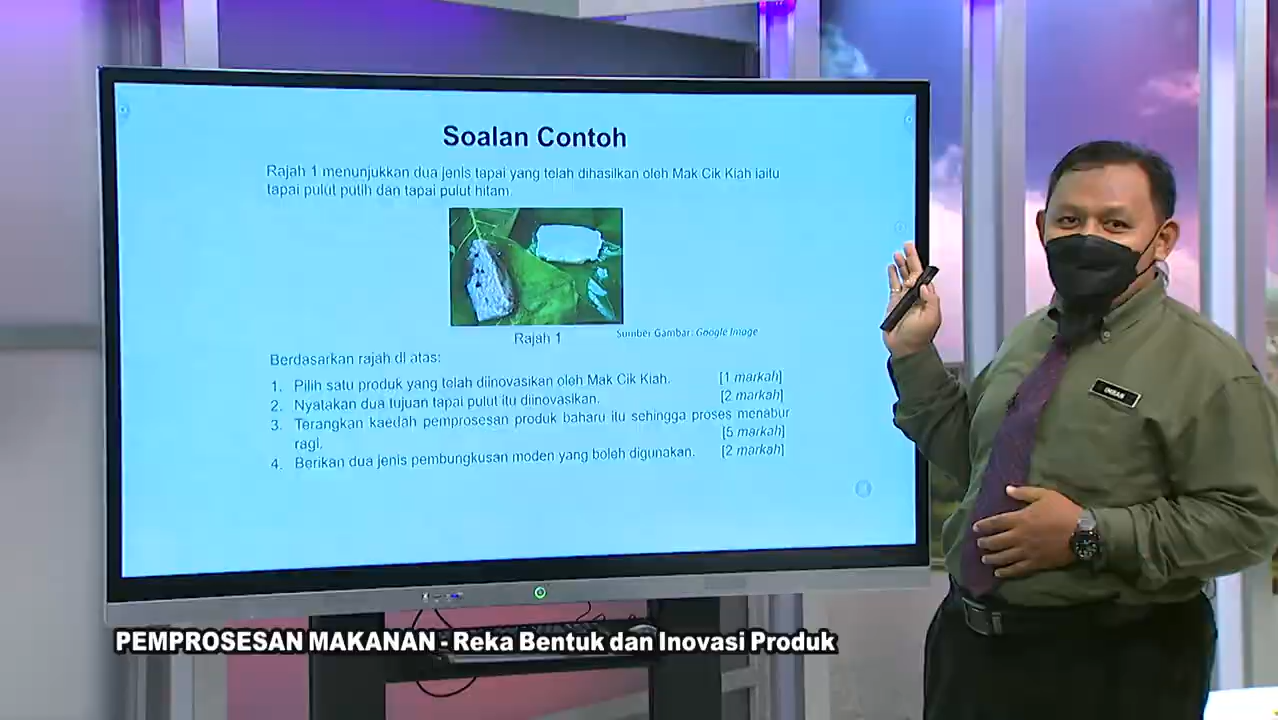 Soalan Contoh
Rajah 1 menunjukkan dua jenis tapai yang telah dihasilkan oleh Mak Cik Kiah iaitu
tapai pulut putih dan tapai pulut hitam.
Rajah 1
Sumber Gambar: Google Image
Berdasarkan rajah di atas:
1. Pilih satu produk yang telah diinovasikan oleh Mak Cik Kiah. [1 markah]
2. Nyatakan dua tujuan tapai pulut itu diinovasikan. [2 markah]
3. Terangkan kaedah pemprosesan produk baharu itu sehingga proses menabur
ragi. [5 markah]
4. Berikan dua jenis pembungkusan moden yang boleh digunakan. [2 markah]
PEMPROSESAN MAKANAN - Reka Bentuk dan Inovasi Produk